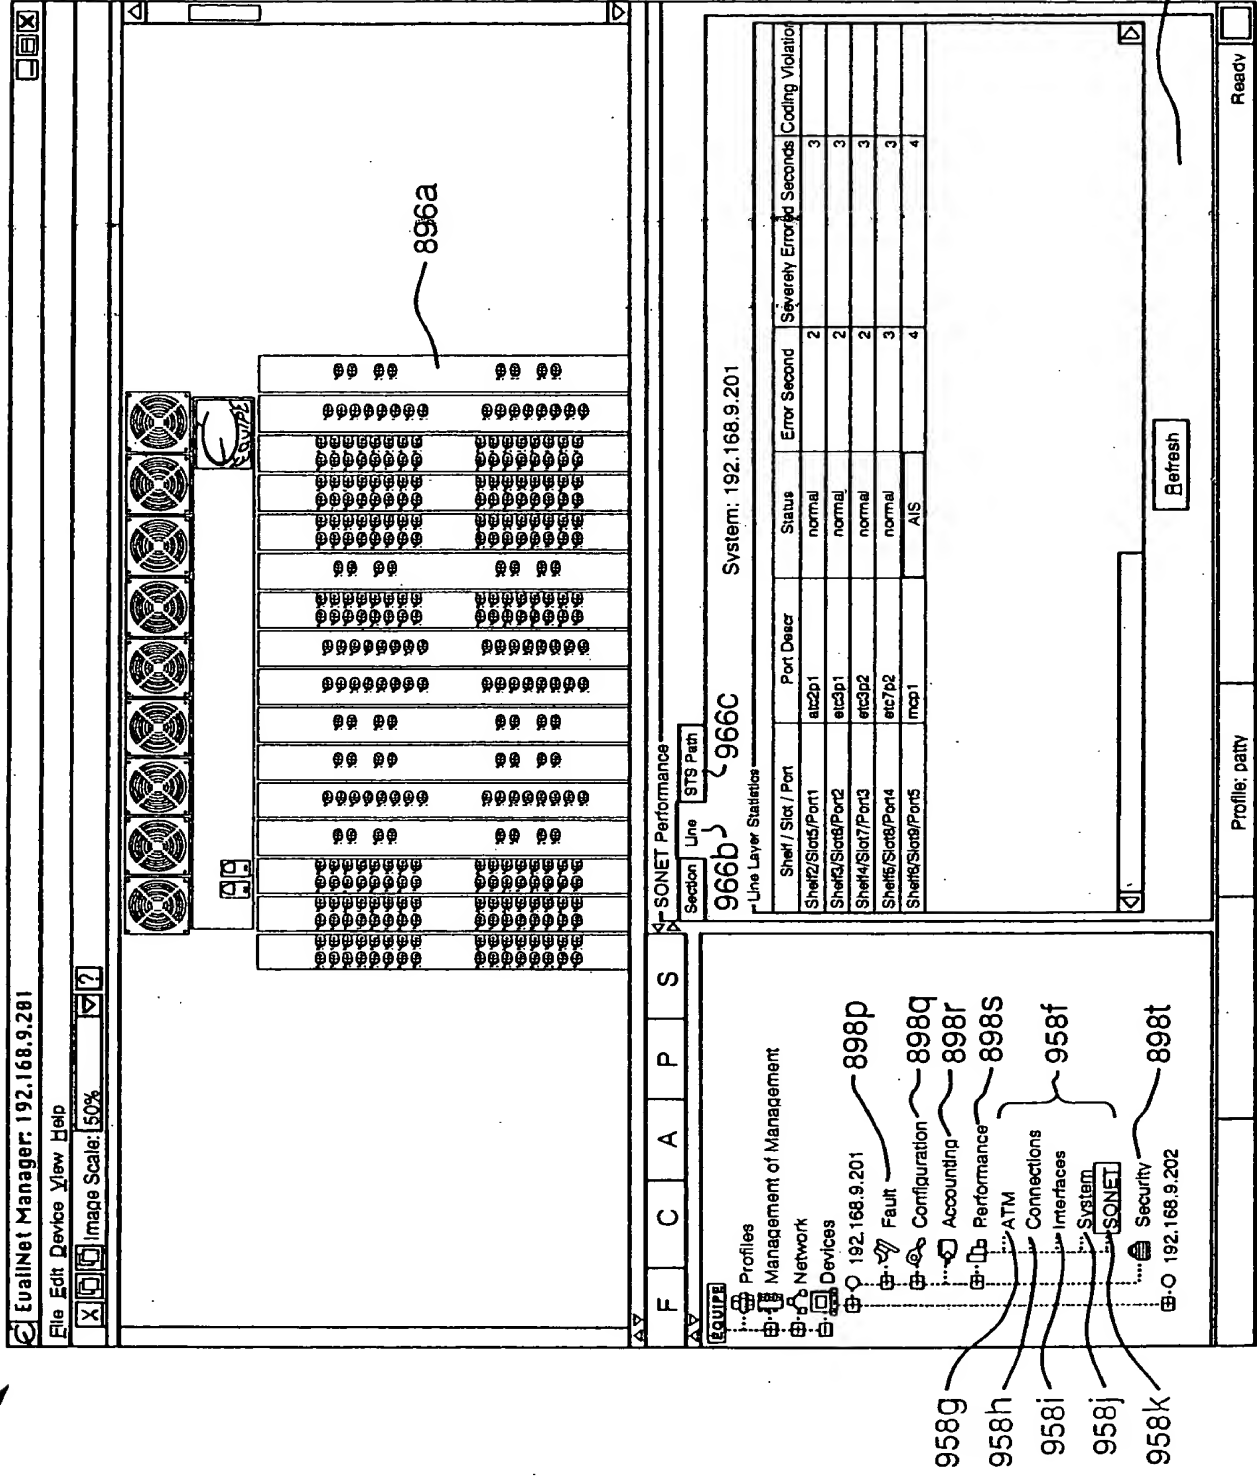 EualNet Manager: 192.168.9.201
File Edit Device View Help
X Image Scale: 50% ?
896a
F C A P S
EQUIPE
Profiles
Management of Management
Network
Devices
192.168.9.201
Fault
Configuration
Accounting
Performance
ATM
Connections
Interfaces
System
SONET
Security
192.168.9.202
898p
898q
898r
898s
958f
898t
958g
958h
958i
958j
958k
SONET Performance
Section Line STS Path
966b 966c
System: 192.168.9.201
Line Layer Statistics
Shelf / Slot / Port Port Descr Status Error Second Severely Errored Seconds Coding Violation
Shelf2/Slot5/Port1 atc2p1 normal 2 3
Shelf3/Slot6/Port2 etc3p1 normal 2 3
Shelf4/Slot7/Port3 etc3p2 normal 2 3
Shelf5/Slot8/Port4 etc7p2 normal 3 3
Shelf6/Slot9/Port5 mcp1 AIS 4 4
Refresh
Profile: patty
Ready